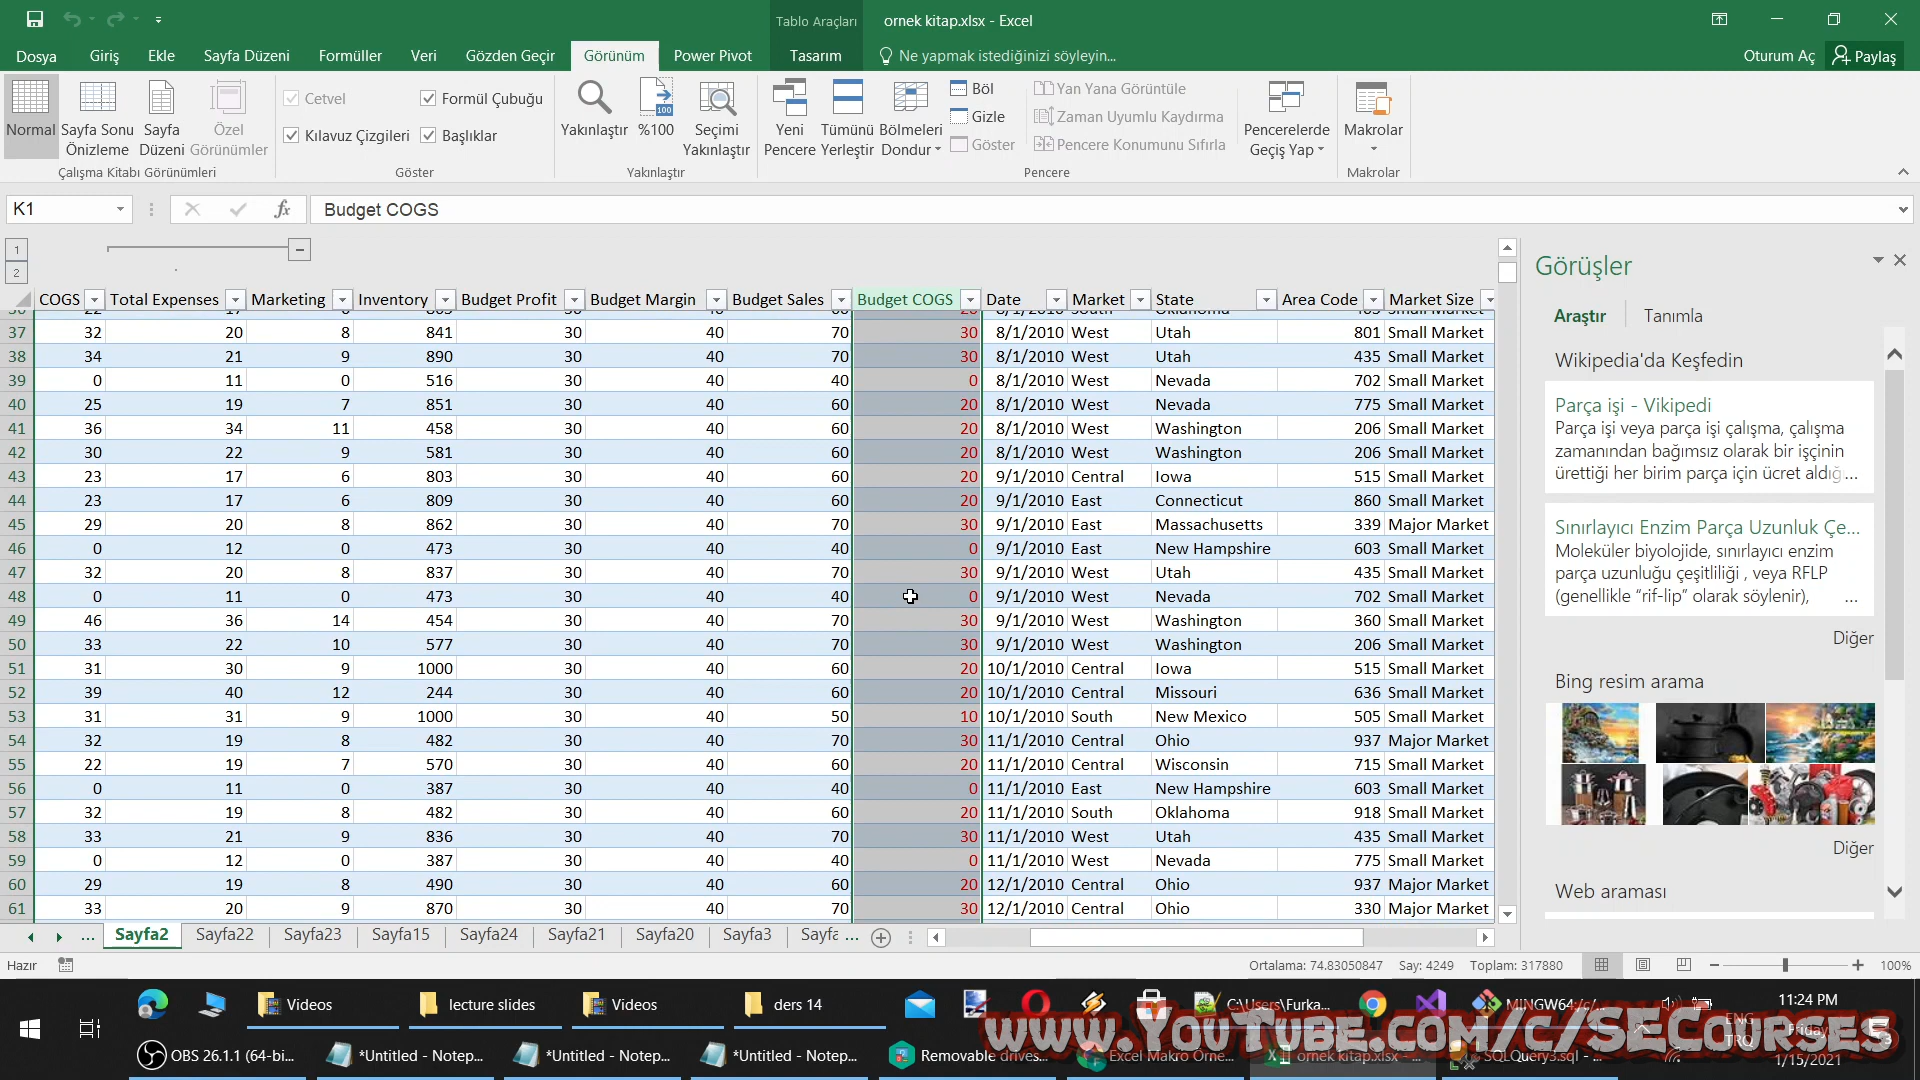 Tablo Araçları ornek kitap.xlsx - Excel
Dosya Giriş Ekle Sayfa Düzeni Formüller Veri Gözden Geçir Görünüm Power Pivot Tasarım Ne yapmak istediğinizi söyleyin... Oturum Aç Paylaş
Normal Sayfa Sonu Önizleme Sayfa Düzeni Özel Görünümler
Cetvel Formül Çubuğu
Kılavuz Çizgileri Başlıklar
Yakınlaştır %100 Seçimi Yakınlaştır
Yeni Pencere Tümünü Yerleştir Bölmeleri Dondur
Böl
Gizle
Göster
Yan Yana Görüntüle
Zaman Uyumlu Kaydırma
Pencere Konumunu Sıfırla
Pencerelerde Geçiş Yap Makrolar
Çalışma Kitabı Görünümleri Göster Yakınlaştır Pencere Makrolar
K1 fx Budget COGS
1
2
COGS Total Expenses Marketing Inventory Budget Profit Budget Margin Budget Sales Budget COGS Date Market State Area Code Market Size
37 32 20 8 841 30 40 70 30 8/1/2010 West Utah 801 Small Market
38 34 21 9 890 30 40 70 30 8/1/2010 West Utah 435 Small Market
39 0 11 0 516 30 40 40 0 8/1/2010 West Nevada 702 Small Market
40 25 19 7 851 30 40 60 20 8/1/2010 West Nevada 775 Small Market
41 36 34 11 458 30 40 60 20 8/1/2010 West Washington 206 Small Market
42 30 22 9 581 30 40 60 20 8/1/2010 West Washington 206 Small Market
43 23 17 6 803 30 40 60 20 9/1/2010 Central Iowa 515 Small Market
44 23 17 6 809 30 40 60 20 9/1/2010 East Connecticut 860 Small Market
45 29 20 8 862 30 40 70 30 9/1/2010 East Massachusetts 339 Major Market
46 0 12 0 473 30 40 40 0 9/1/2010 East New Hampshire 603 Small Market
47 32 20 8 837 30 40 70 30 9/1/2010 West Utah 435 Small Market
48 0 11 0 473 30 40 40 0 9/1/2010 West Nevada 702 Small Market
49 46 36 14 454 30 40 70 30 9/1/2010 West Washington 360 Small Market
50 33 22 10 577 30 40 70 30 9/1/2010 West Washington 206 Small Market
51 31 30 9 1000 30 40 60 20 10/1/2010 Central Iowa 515 Small Market
52 39 40 12 244 30 40 60 20 10/1/2010 Central Missouri 636 Small Market
53 31 31 9 1000 30 40 50 10 10/1/2010 South New Mexico 505 Small Market
54 32 19 8 482 30 40 70 30 11/1/2010 Central Ohio 937 Major Market
55 22 19 7 570 30 40 60 20 11/1/2010 Central Wisconsin 715 Small Market
56 0 11 0 387 30 40 40 0 11/1/2010 East New Hampshire 603 Small Market
57 32 19 8 482 30 40 60 20 11/1/2010 South Oklahoma 918 Small Market
58 33 21 9 836 30 40 70 30 11/1/2010 West Utah 435 Small Market
59 0 12 0 387 30 40 40 0 11/1/2010 West Nevada 775 Small Market
60 29 19 8 490 30 40 60 20 12/1/2010 Central Ohio 937 Major Market
61 33 20 9 870 30 40 70 30 12/1/2010 Central Ohio 330 Major Market
Görüşler
Araştır Tanımla
Wikipedia'da Keşfedin
Parça işi - Vikipedi
Parça işi veya parça işi çalışma, çalışma
zamanından bağımsız olarak bir işçinin
ürettiği her birim parça için ücret aldığ...
Sınırlayıcı Enzim Parça Uzunluk Çe...
Moleküler biyolojide, sınırlayıcı enzim
parça uzunluğu çeşitliliği , veya RFLP
(genellikle “rif-lip” olarak söylenir), ...
Diğer
Bing resim arama
Diğer
Web araması
... Sayfa2 Sayfa22 Sayfa23 Sayfa15 Sayfa24 Sayfa21 Sayfa20 Sayfa3 Sayfa ...
Hazır Ortalama: 74.83050847 Say: 4249 Toplam: 317880 100%
Videos lecture slides Videos ders 14 C:\Users\Furka... MINGW64:/c/ 11:24 PM
www.YouTube.com/c/SECourses
ENG Friday
OBS 26.1.1 (64-bi... *Untitled - Notep... *Untitled - Notep... *Untitled - Notep... Removable drives... Excel Makro Örne... ornek kitap.xlsx - ... SQLQuery3.sql - ... TRQ 1/15/2021